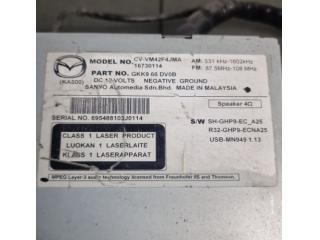 MODEL NO. CV-VM42F4JMA
16730114
AM: 531 kHz-1602kHz
FM: 87.5MHz-108 MHz
PART NO. GKK9 66 DV0B
DC 12 VOLTS NEGATIVE GROUND
SANYO Automedia Sdn. Bhd. MADE IN MALAYSIA
Speaker 4Ω
SERIAL NO. 695488103J0114
CLASS 1 LASER PRODUCT
LUOKAN 1 LASERLAITE
KLASS 1 LASERAPPARAT
S/W SH-GHP9-EC_A25
R32-GHP9-ECNA25
USB-MN949 1.13
MPEG Layer-3 audio technology licensed from Fraunhofer IIS and Thomson.